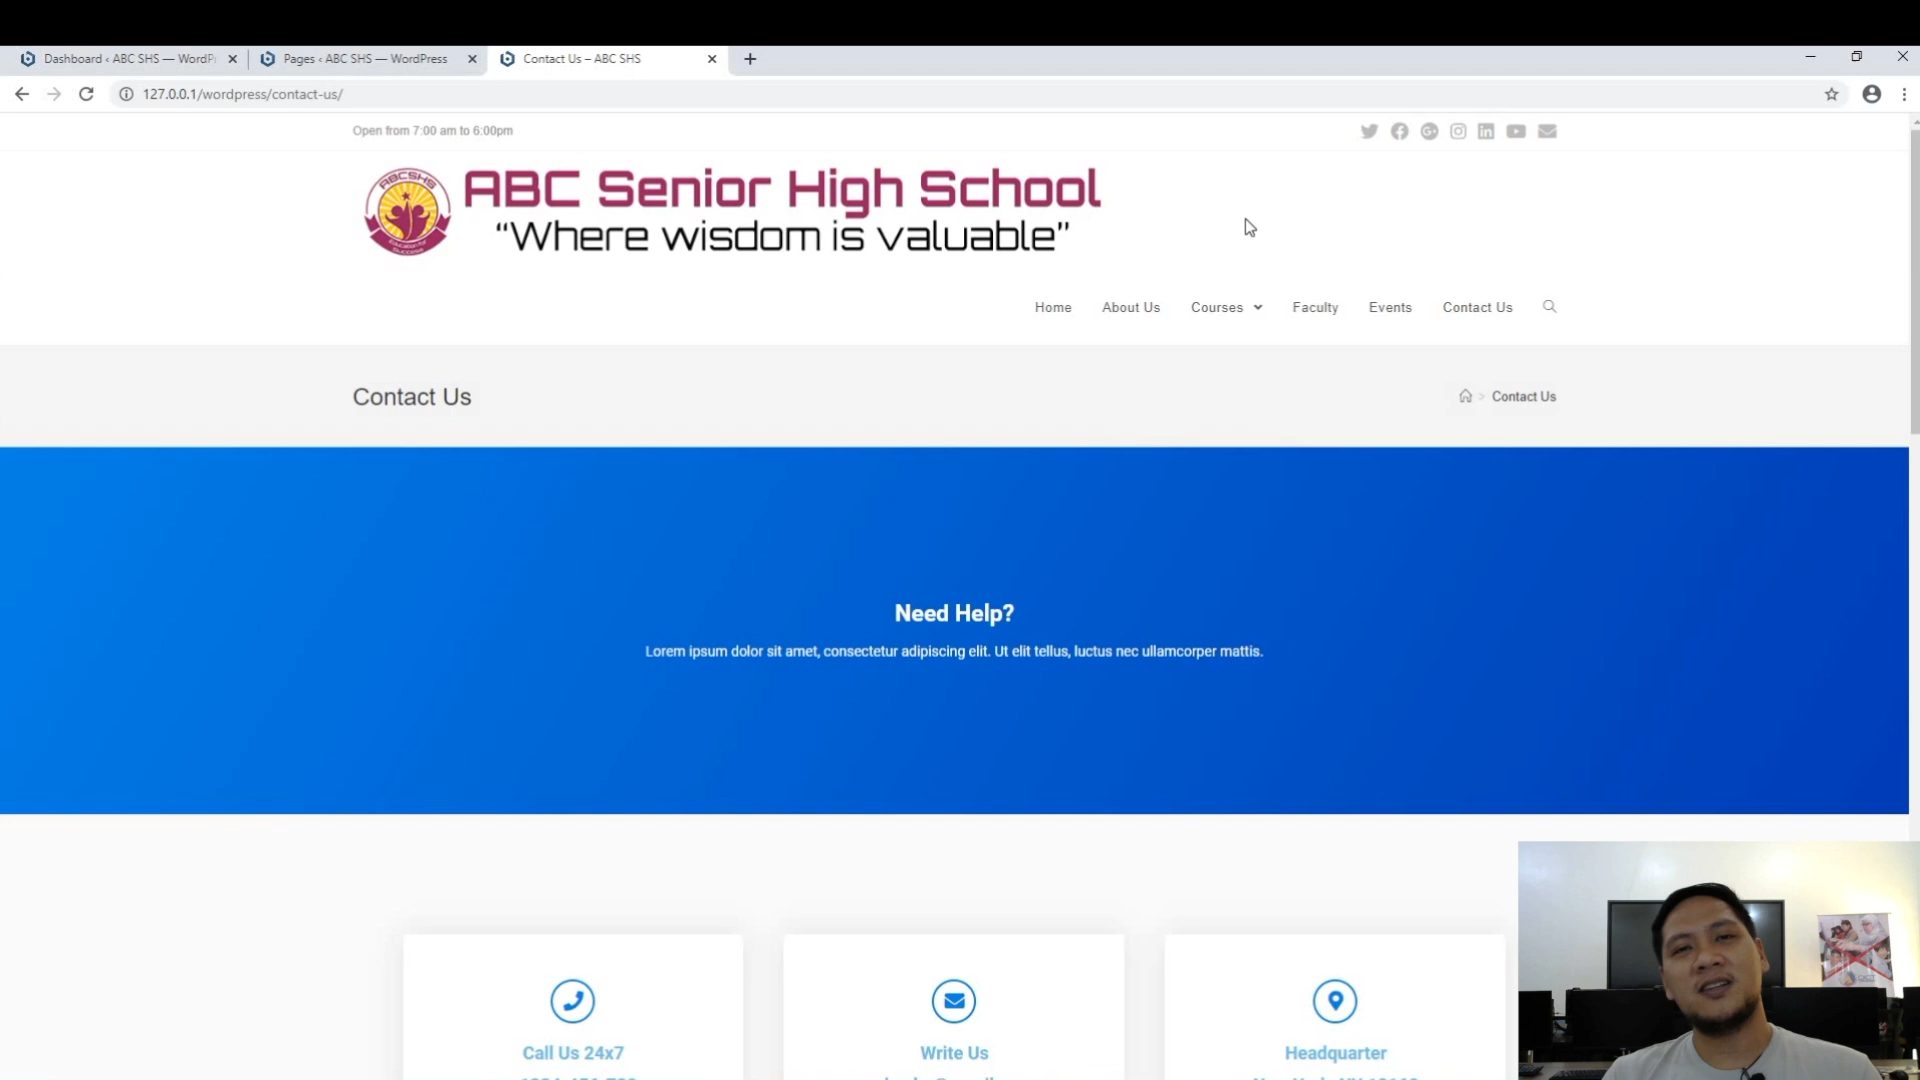 Dashboard ‹ ABC SHS — WordP
Pages ‹ ABC SHS — WordPress
Contact Us – ABC SHS
127.0.0.1/wordpress/contact-us/
Open from 7:00 am to 6:00pm
ABCSHS
ABC Senior High School
“Where wisdom is valuable”
Home
About Us
Courses
Faculty
Events
Contact Us
Contact Us
> Contact Us
Need Help?
Lorem ipsum dolor sit amet, consectetur adipiscing elit. Ut elit tellus, luctus nec ullamcorper mattis.
Call Us 24x7
Write Us
Headquarter